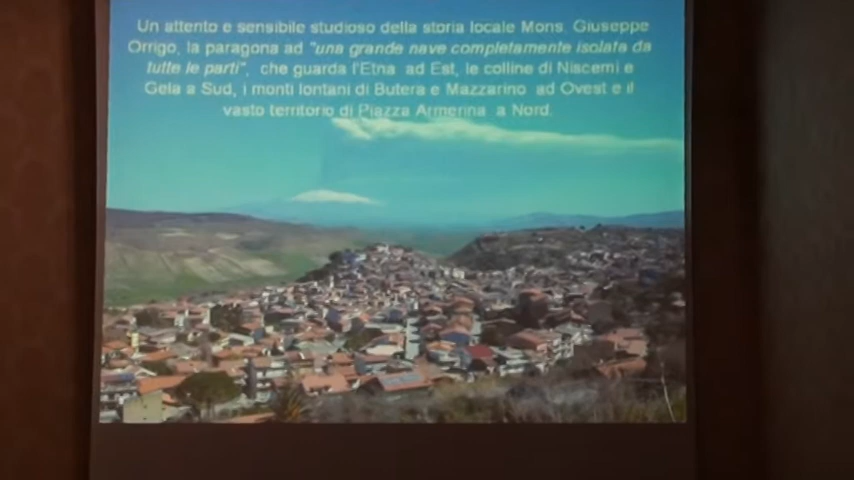 Un attento e sensibile studioso della storia locale Mons. Giuseppe
Orrigo, la paragona ad "una grande nave completamente isolata da
tutte le parti", che guarda l'Etna ad Est, le colline di Niscemi e
Gela a Sud, i monti lontani di Butera e Mazzarino ad Ovest e il
vasto territorio di Piazza Armerina a Nord.